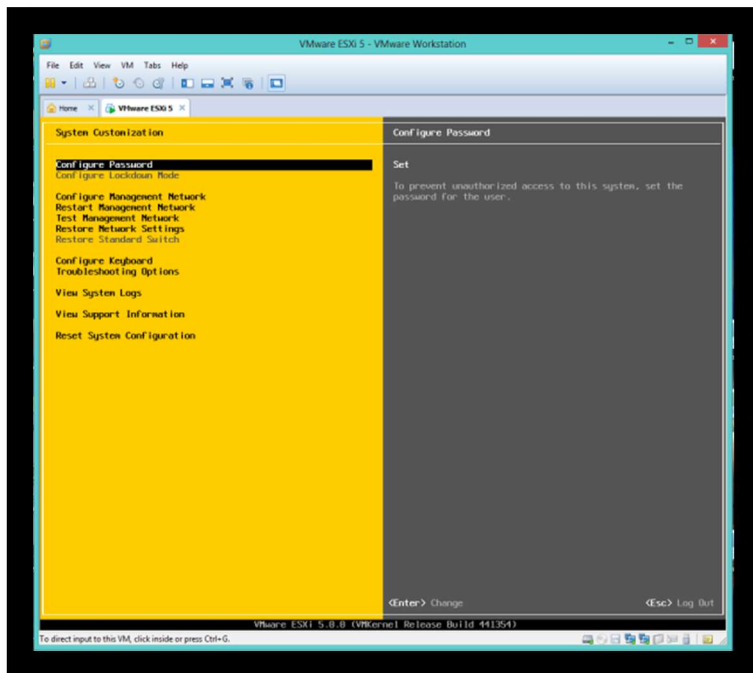 VMware ESXi 5 - VMware Workstation
File Edit View VM Tabs Help
Home VMware ESXi 5
System Customization
Configure Password
Configure Lockdown Mode
Configure Management Network
Restart Management Network
Test Management Network
Restore Network Settings
Restore Standard Switch
Configure Keyboard
Troubleshooting Options
View System Logs
View Support Information
Reset System Configuration
Configure Password
Set
To prevent unauthorized access to this system, set the
password for the user.
<Enter> Change <Esc> Log Out
VMware ESXi 5.0.0 (VMKernel Release Build 441354)
To direct input to this VM, click inside or press Ctrl+G.